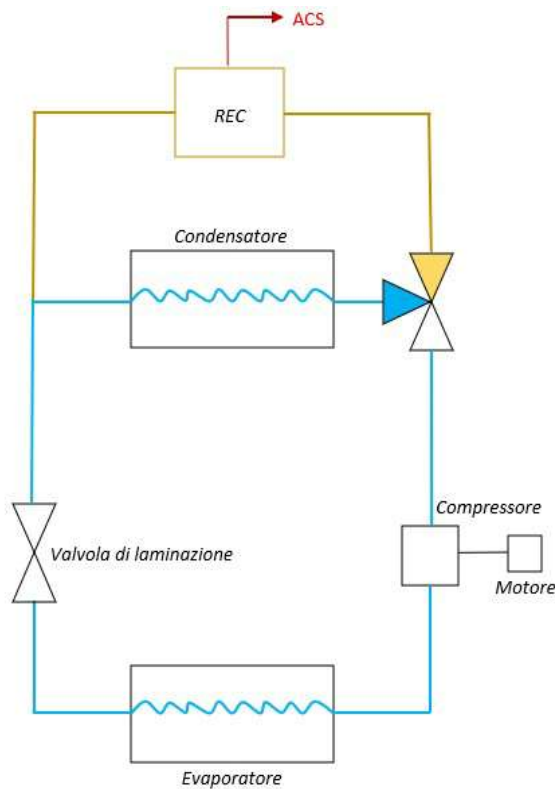 ACS
REC
Condensatore
Compressore
Valvola di laminazione
Motore
Evaporatore